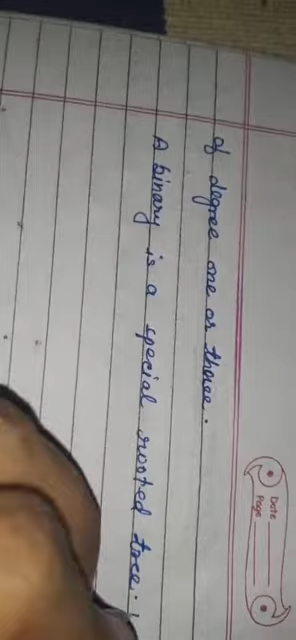 Date
Page
of degree one or three.
A binary is a special rooted tree.